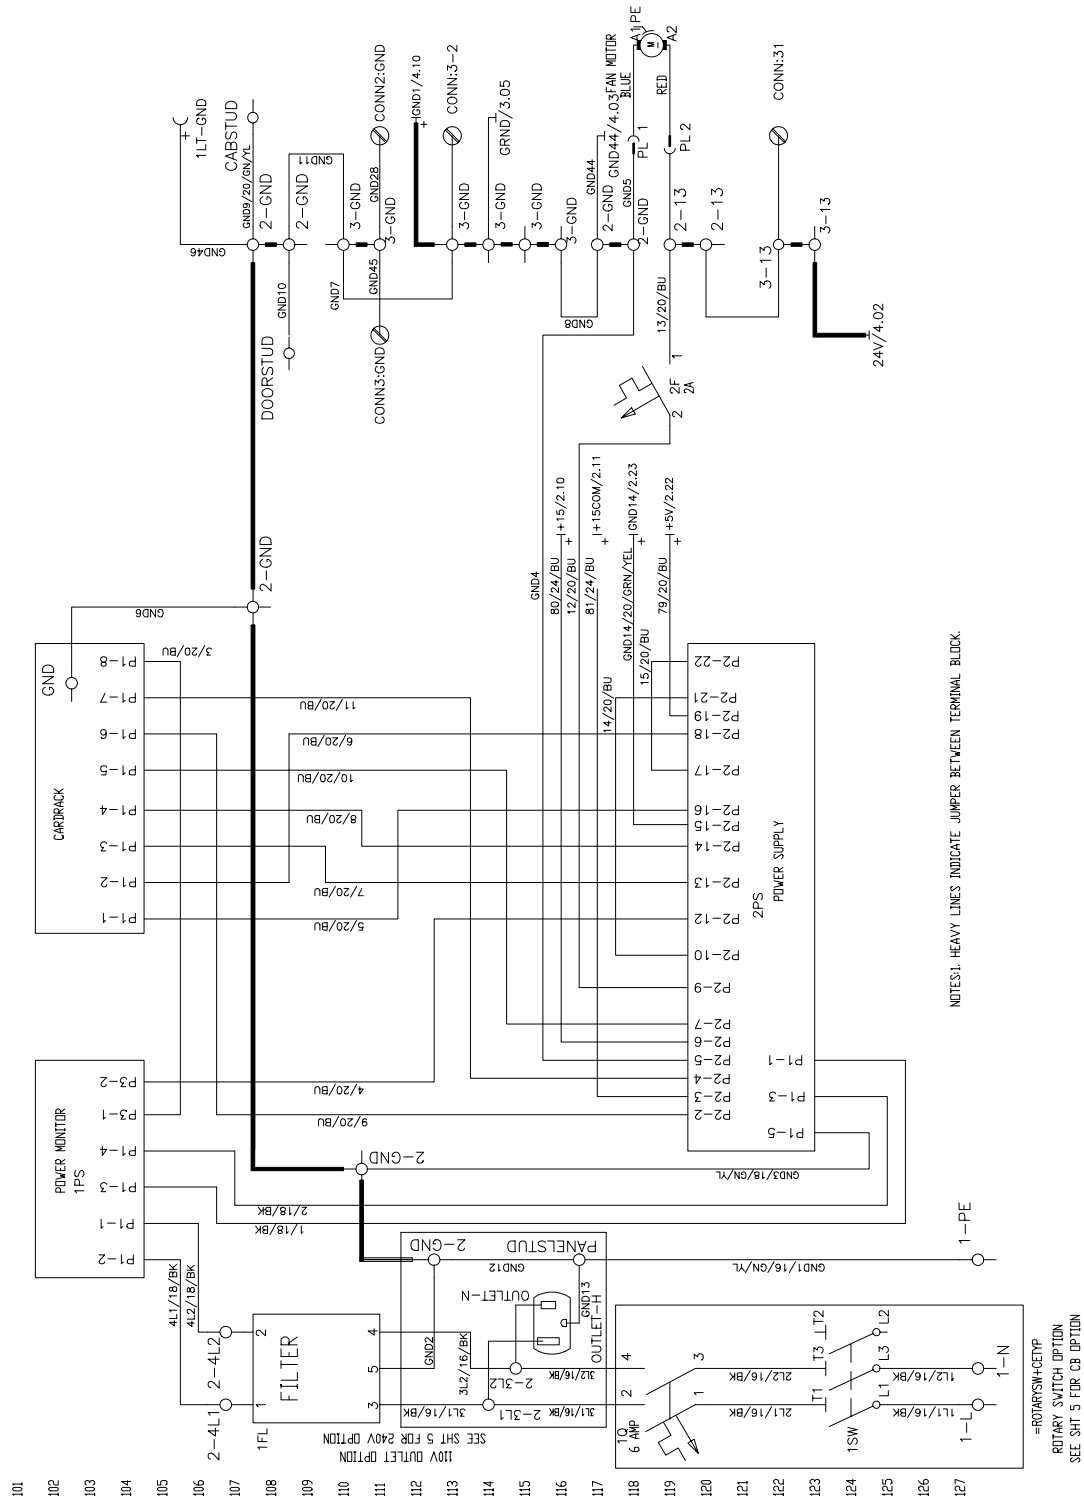 101
102
103
104
105
106
107
108
109
110
111
112
113
114
115
116
117
118
119
120
121
122
123
124
125
126
127
1LT-GND
GND46
CABSTUD
GND9/20/GN/YL
2-GND
2-GND
GND11
GND10
DOORSTUD
3-GND
GND28
CONN2:GND
3-GND
GND7
GND45
CONN3:GND
GND1/4.10
CONN:3-2
3-GND
GRND/3.05
3-GND
3-GND
3-GND
GND8
GND44
GND44/4.03
2-GND
GND5
2-GND
PL 1
FAN MOTOR
BLUE
A1
PE
M
A2
RED
PL 2
2-13
2-13
13/20/BU
CONN:31
3-13
3-13
24V/4.02
1
2F
2A
2
2-GND
GND6
GND
CARDRACK
P1-8
P1-7
P1-6
P1-5
P1-4
P1-3
P1-2
P1-1
3/20/BU
11/20/BU
6/20/BU
10/20/BU
8/20/BU
7/20/BU
5/20/BU
4/20/BU
9/20/BU
GND4
80/24/BU
+15/2.10
12/20/BU
81/24/BU
+15COM/2.11
14/20/BU
GND14/20/GRN/YEL
GND14/2.23
15/20/BU
79/20/BU
+5V/2.22
P2-22
P2-21
P2-19
P2-18
P2-17
P2-16
P2-15
P2-14
P2-13
P2-12
P2-10
P2-9
P2-7
P2-6
P2-5
P2-4
P2-3
P2-2
P1-1
P1-3
P1-5
2PS
POWER SUPPLY
NOTES:1. HEAVY LINES INDICATE JUMPER BETWEEN TERMINAL BLOCK.
POWER MONITOR
1PS
P3-2
P3-1
P1-4
P1-3
P1-1
P1-2
2-GND
GND3/18/GN/YL
2/18/BK
1/18/BK
4L1/18/BK
4L2/18/BK
2-4L2
2-4L1
2
1
FILTER
1FL
4
5
3
2-GND
GND2
GND12
PANELSTUD
GND13
OUTLET-N
OUTLET-H
3L2/16/BK
2-3L2
3L2/16/BK
3L1/16/BK
2-3L1
3L1/16/BK
110V OUTLET OPTION
SEE SHT 5 FOR 240V OPTION
GND1/16/GN/YL
1-PE
1Q
6 AMP
4
2
3
1
2L2/16/BK
2L1/16/BK
T2
T3
T1
1SW
L2
L3
L1
1L2/16/BK
1L1/16/BK
1-N
1-L
=ROTARYSW+CETYP
ROTARY SWITCH OPTION
SEE SHT 5 FOR CB OPTION